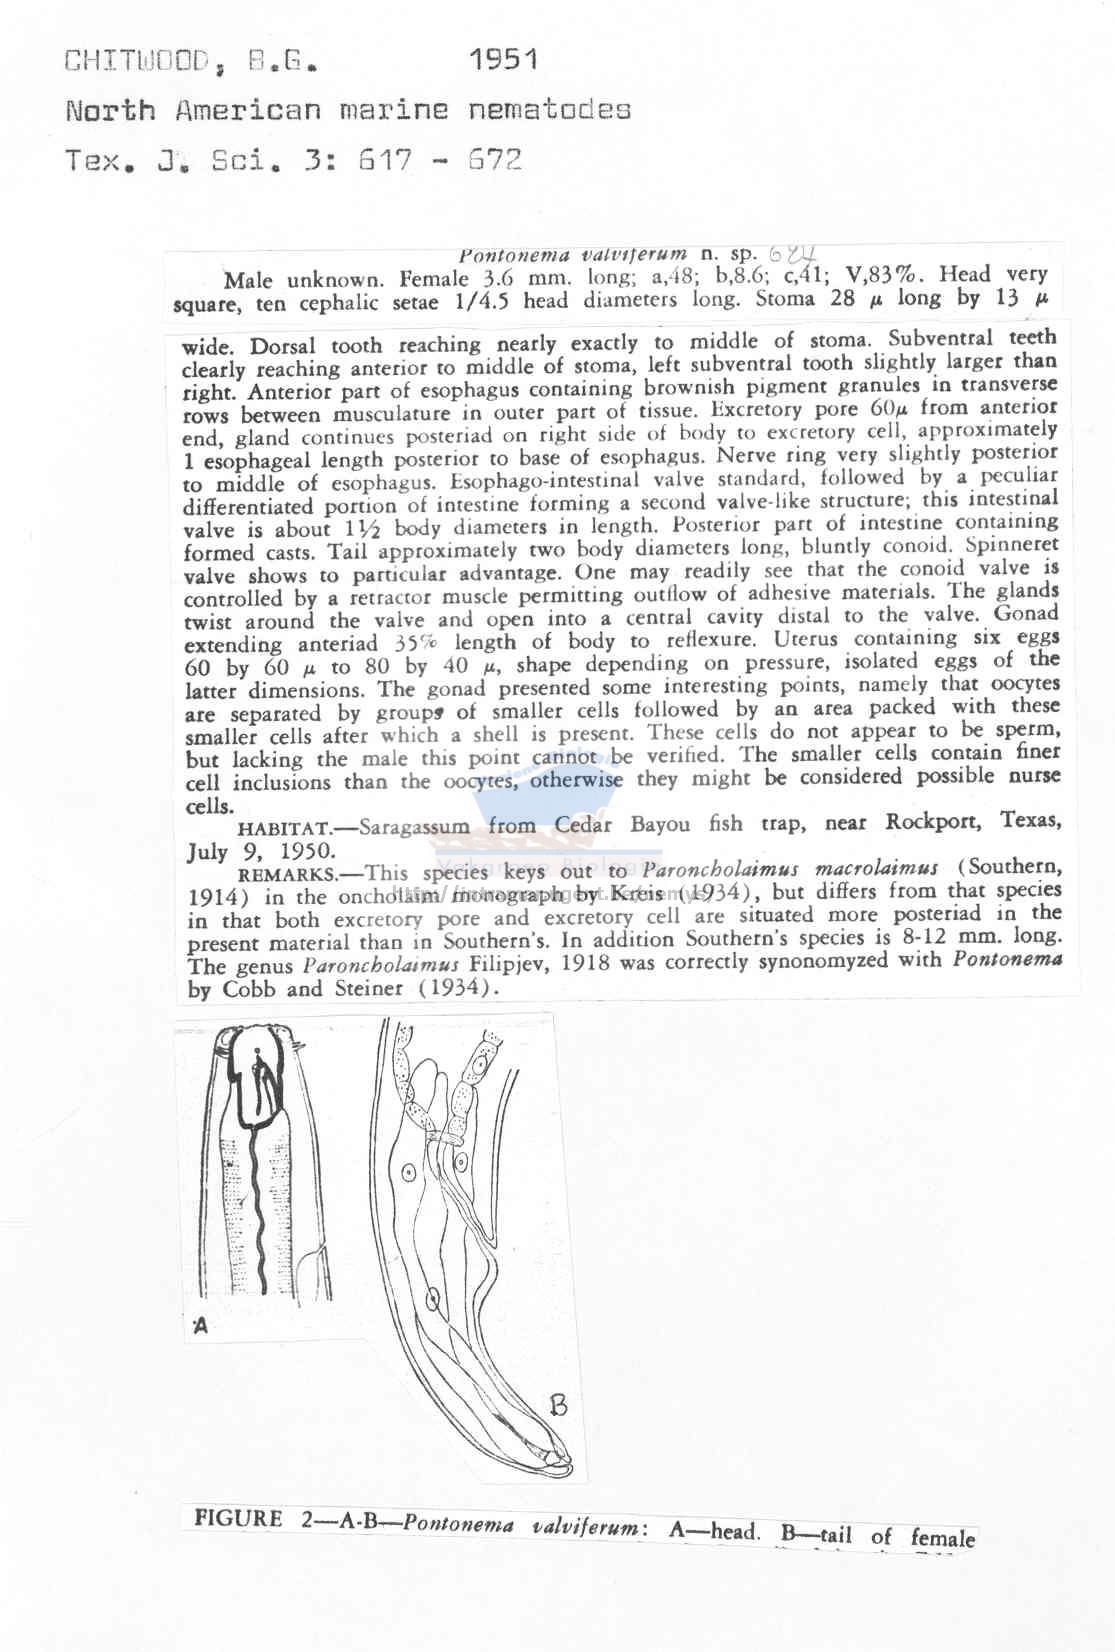 CHITWOOD, B.G. 1951
North American marine nematodes
Tex. J. Sci. 3: 617 - 672
Pontonema valviferum n. sp. 624
Male unknown. Female 3.6 mm. long; a,48; b,8.6; c,41; V,83%. Head very
square, ten cephalic setae 1/4.5 head diameters long. Stoma 28 μ long by 13 μ
wide. Dorsal tooth reaching nearly exactly to middle of stoma. Subventral teeth
clearly reaching anterior to middle of stoma, left subventral tooth slightly larger than
right. Anterior part of esophagus containing brownish pigment granules in transverse
rows between musculature in outer part of tissue. Excretory pore 60μ from anterior
end, gland continues posteriad on right side of body to excretory cell, approximately
1 esophageal length posterior to base of esophagus. Nerve ring very slightly posterior
to middle of esophagus. Esophago-intestinal valve standard, followed by a peculiar
differentiated portion of intestine forming a second valve-like structure; this intestinal
valve is about 1½ body diameters in length. Posterior part of intestine containing
formed casts. Tail approximately two body diameters long, bluntly conoid. Spinneret
valve shows to particular advantage. One may readily see that the conoid valve is
controlled by a retractor muscle permitting outflow of adhesive materials. The glands
twist around the valve and open into a central cavity distal to the valve. Gonad
extending anteriad 35% length of body to reflexure. Uterus containing six eggs
60 by 60 μ to 80 by 40 μ, shape depending on pressure, isolated eggs of the
latter dimensions. The gonad presented some interesting points, namely that oocytes
are separated by groups of smaller cells followed by an area packed with these
smaller cells after which a shell is present. These cells do not appear to be sperm,
but lacking the male this point cannot be verified. The smaller cells contain finer
cell inclusions than the oocytes, otherwise they might be considered possible nurse
cells.
HABITAT.—Saragassum from Cedar Bayou fish trap, near Rockport, Texas,
July 9, 1950.
REMARKS.—This species keys out to Paroncholaimus macrolaimus (Southern,
1914) in the oncholaim monograph by Kreis (1934), but differs from that species
in that both excretory pore and excretory cell are situated more posteriad in the
present material than in Southern's. In addition Southern's species is 8-12 mm. long.
The genus Paroncholaimus Filipjev, 1918 was correctly synonomyzed with Pontonema
by Cobb and Steiner (1934).
A
B
FIGURE 2—A-B—Pontonema valviferum: A—head. B—tail of female